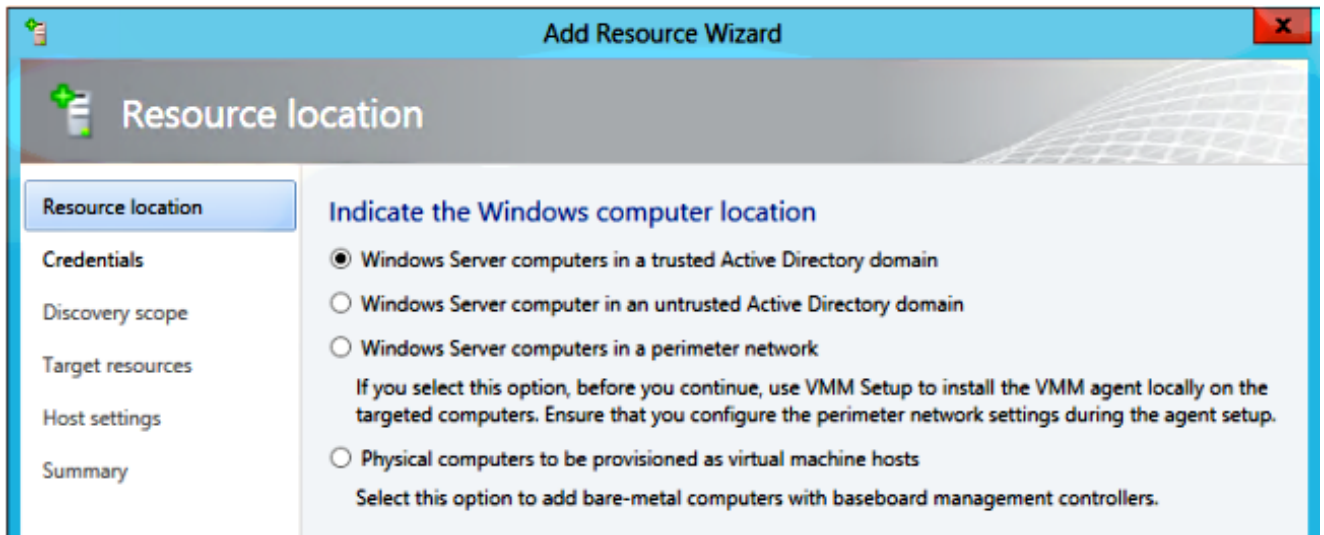 Add Resource Wizard
x
Resource location
Resource location
Credentials
Discovery scope
Target resources
Host settings
Summary
Indicate the Windows computer location
Windows Server computers in a trusted Active Directory domain
Windows Server computer in an untrusted Active Directory domain
Windows Server computers in a perimeter network
If you select this option, before you continue, use VMM Setup to install the VMM agent locally on the
targeted computers. Ensure that you configure the perimeter network settings during the agent setup.
Physical computers to be provisioned as virtual machine hosts
Select this option to add bare-metal computers with baseboard management controllers.